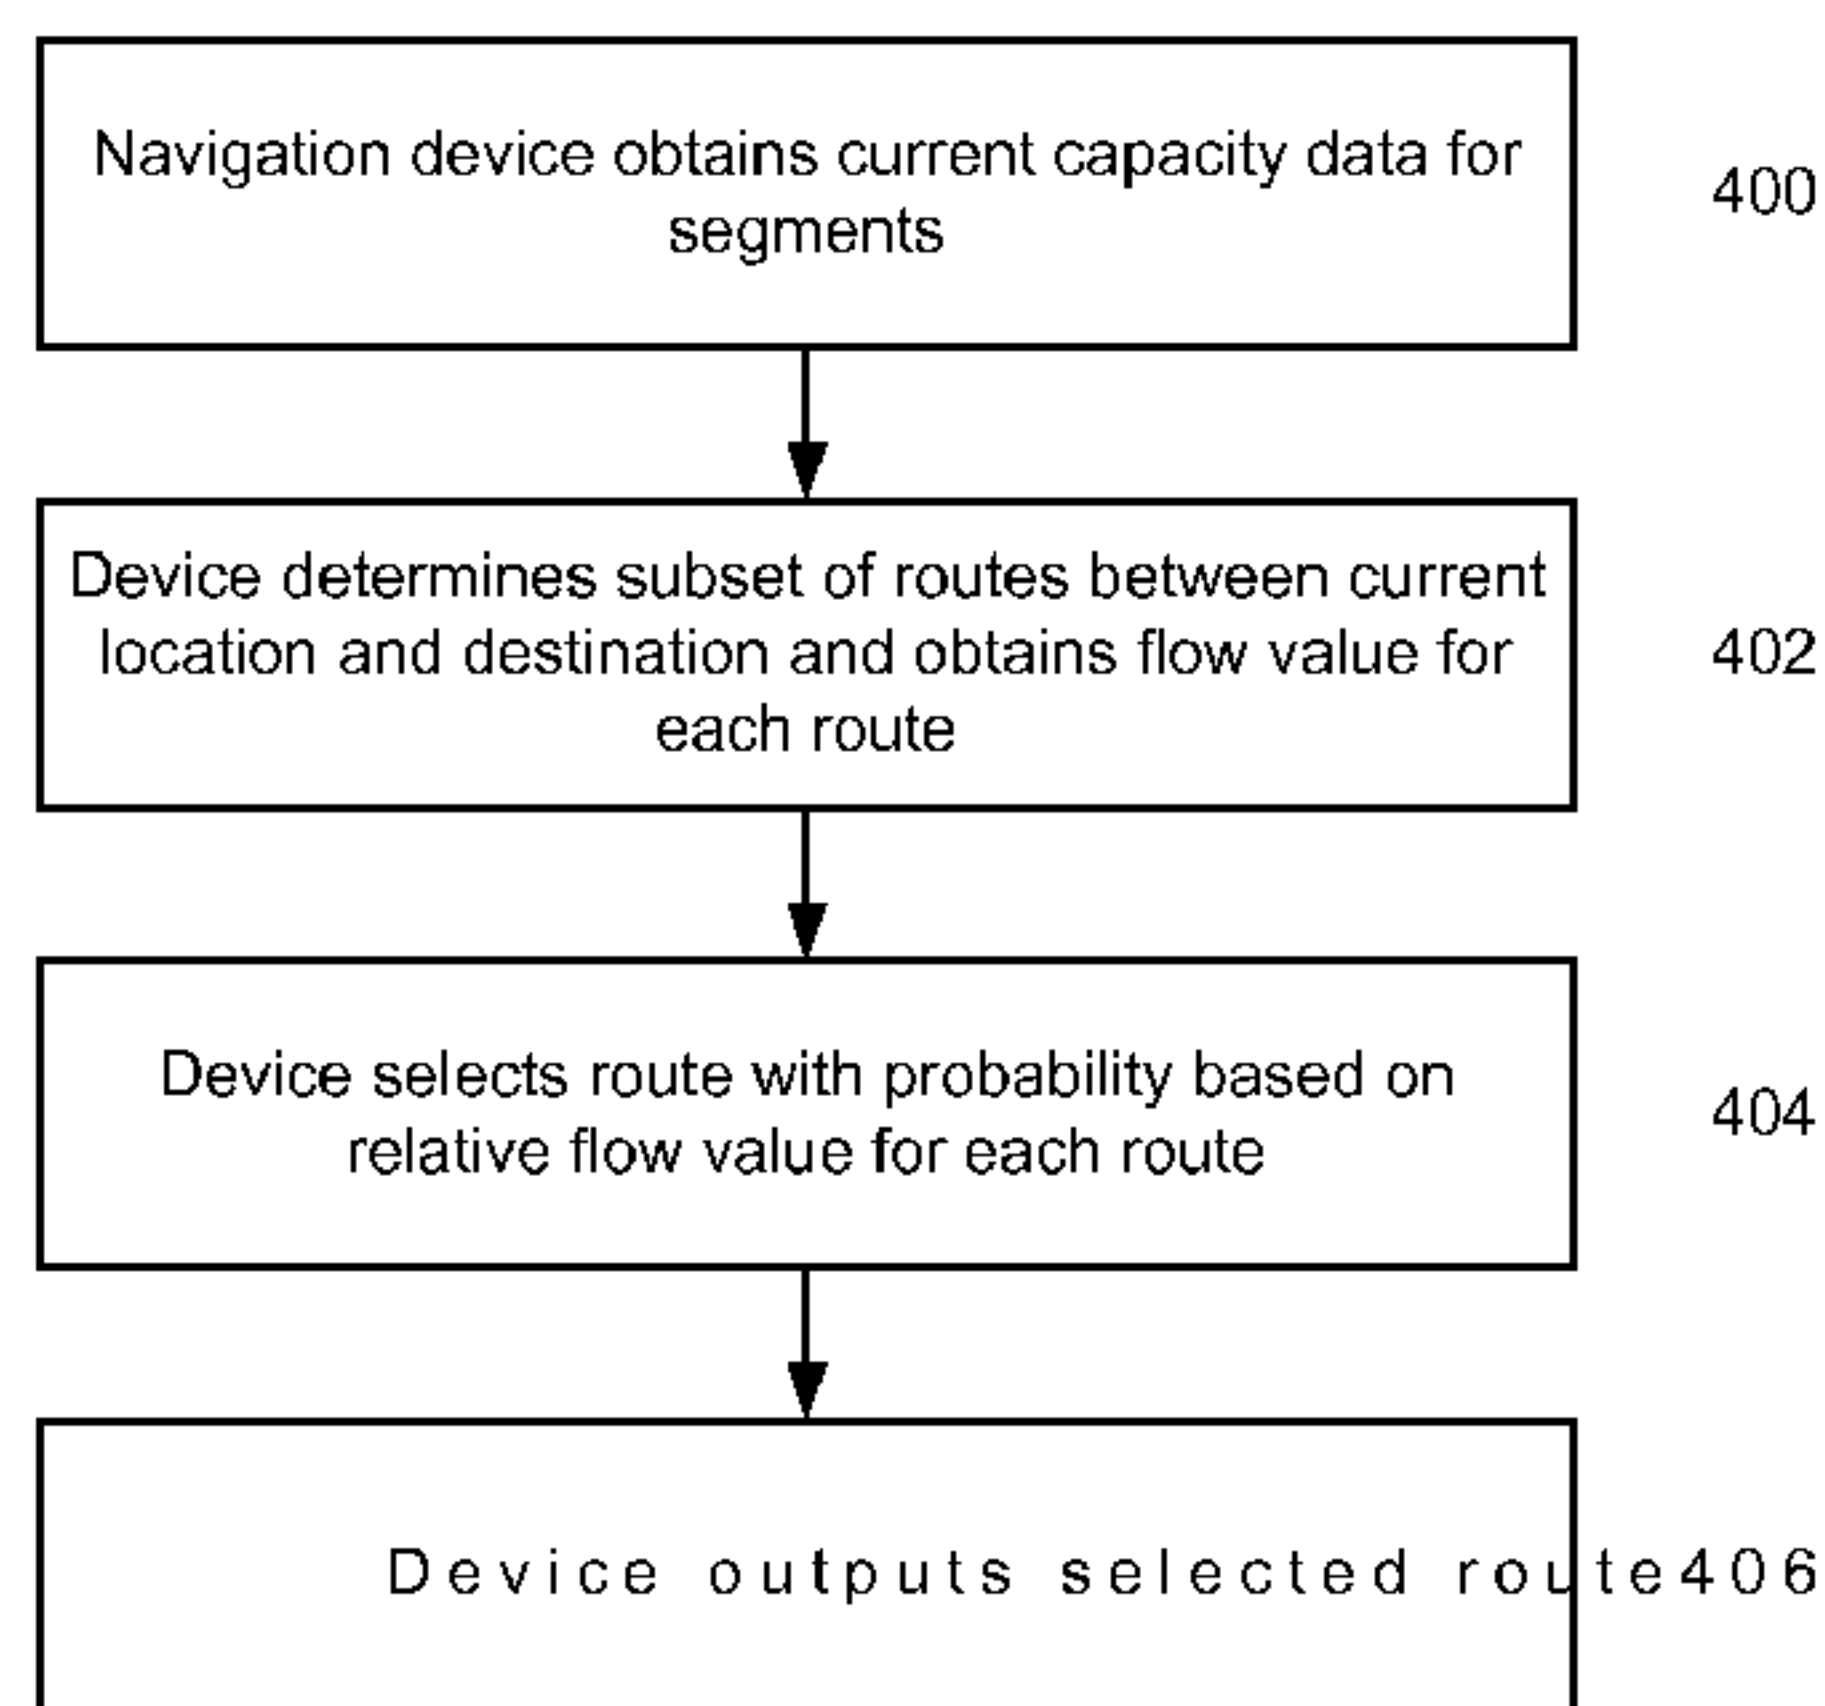 Navigation device obtains current capacity data for
segments
400
Device determines subset of routes between current
location and destination and obtains flow value for
each route
402
Device selects route with probability based on
relative flow value for each route
404
Device outputs selected route
406